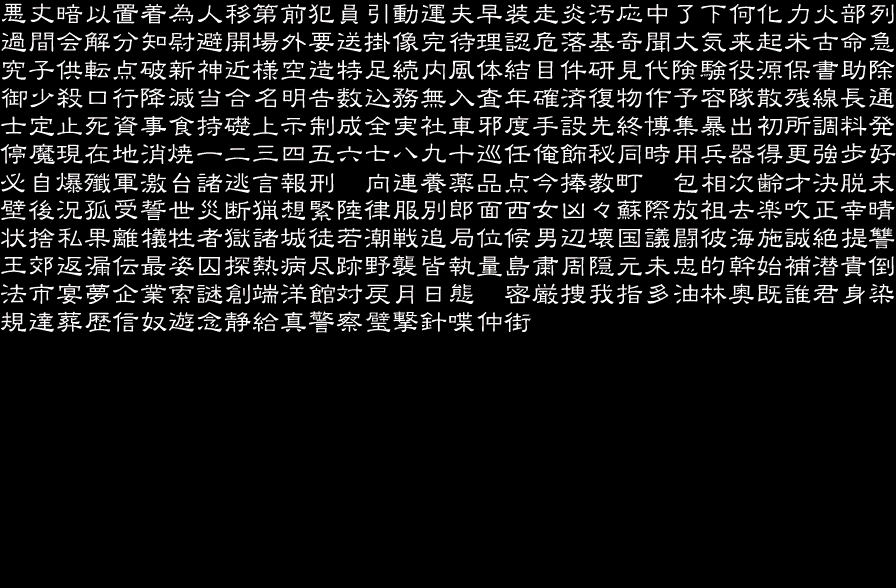 悪丈暗以置着為人移第前犯員引動運夫早装走炎汚応中了下何化力火部列
過間会解分知尉避開場外要送掛像完待理認危落基奇聞大気来起未古命急
究子供転点破新神近様空造特足続内風体結目件研見代険験役源保書助除
御少殺口行降滅当合名明告数込務無入査年確済復物作予容隊散残線長通
士定止死資事食持礎上示制成全実社車邪度手設先終博集暴出初所調料発
停魔現在地消焼一二三四五六七八九十巡任俺飾秘同時用兵器得更強歩好
必自爆殲軍激台諸逃言報刑　向連養薬品点今捧教町　包相次齢才決脱末
壁後況孤受誓世災断猟想緊陸律服別郎面西女凶々蘇際放祖去楽吹正幸晴
状捨私果離犠牲者獄諸城徒若潮戦追局位候男辺壊国議闘彼海施誠絶提讐
王郊返漏伝最姿囚探熱病尽跡野襲皆執量島粛周隠元未忠的幹始補潜貴倒
法市宴夢企業索謎創端洋館対戻月日態　容厳捜我指多油林奥既誰君身染
規達葬歴信奴遊念静給真警察璧撃針喋仲街